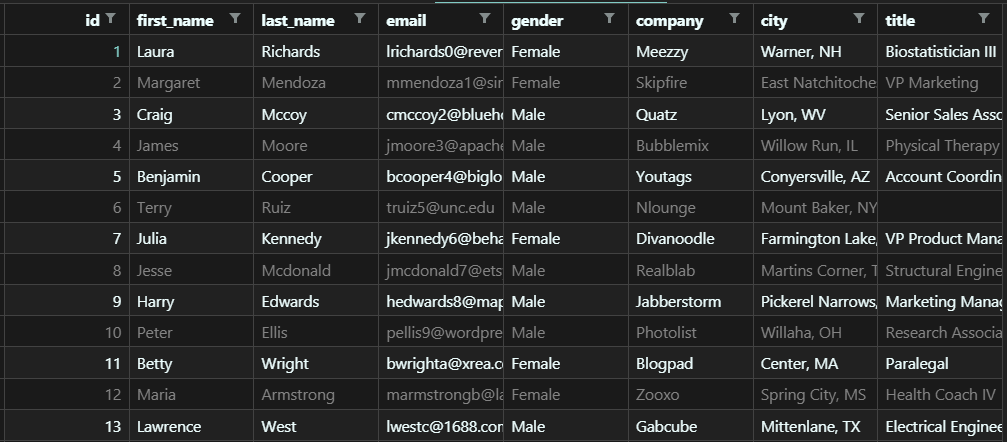 id first_name last_name email gender company city title
1 Laura Richards lrichards0@rever Female Meezzy Warner, NH Biostatistician III
2 Margaret Mendoza mmendoza1@sir Female Skipfire East Natchitoche VP Marketing
3 Craig Mccoy cmccoy2@blueho Male Quatz Lyon, WV Senior Sales Asso
4 James Moore jmoore3@apache Male Bubblemix Willow Run, IL Physical Therapy
5 Benjamin Cooper bcooper4@biglo Male Youtags Conyersville, AZ Account Coordin
6 Terry Ruiz truiz5@unc.edu Male Nlounge Mount Baker, NY
7 Julia Kennedy jkennedy6@beha Female Divanoodle Farmington Lake, VP Product Mana
8 Jesse Mcdonald jmcdonald7@ets Male Realblab Martins Corner, T Structural Engine
9 Harry Edwards hedwards8@map Male Jabberstorm Pickerel Narrows, Marketing Manag
10 Peter Ellis pellis9@wordpre Male Photolist Willaha, OH Research Associa
11 Betty Wright bwrighta@xrea.co Female Blogpad Center, MA Paralegal
12 Maria Armstrong marmstrongb@la Female Zooxo Spring City, MS Health Coach IV
13 Lawrence West lwestc@1688.com Male Gabcube Mittenlane, TX Electrical Enginee